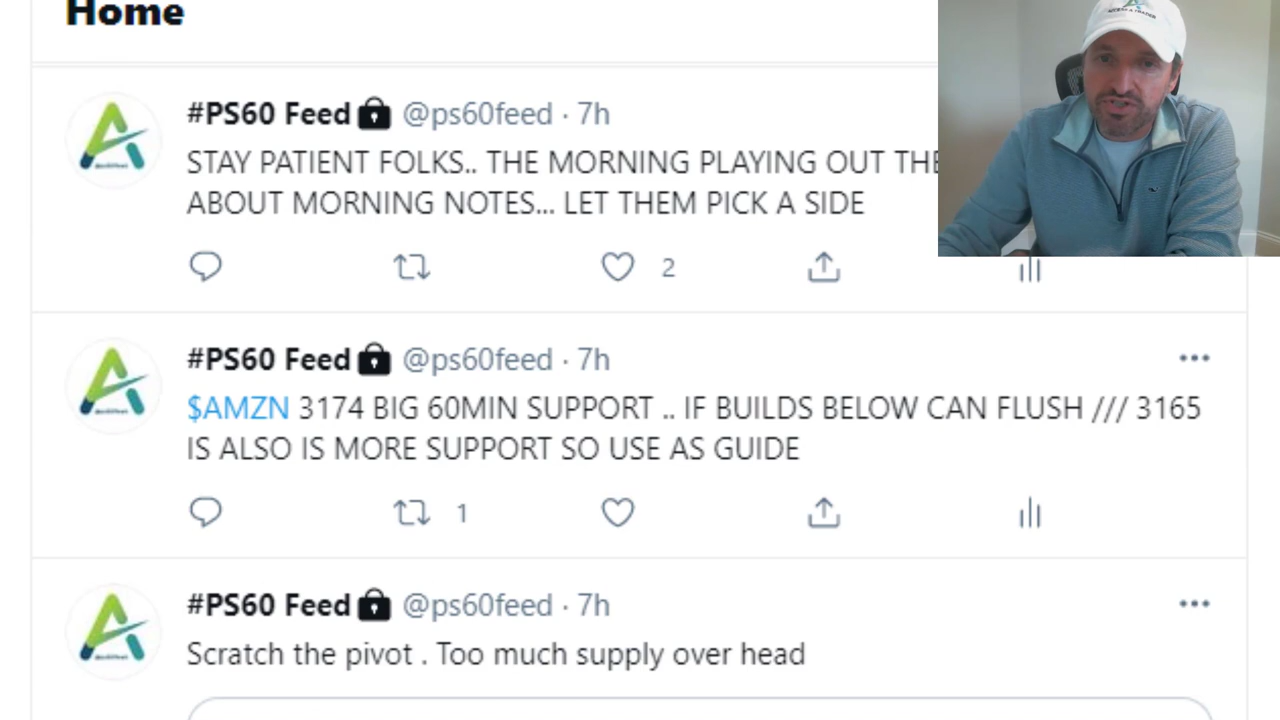 Home
#PS60 Feed @ps60feed · 7h
STAY PATIENT FOLKS.. THE MORNING PLAYING OUT THE
ABOUT MORNING NOTES... LET THEM PICK A SIDE
2
#PS60 Feed @ps60feed · 7h
$AMZN 3174 BIG 60MIN SUPPORT .. IF BUILDS BELOW CAN FLUSH /// 3165
IS ALSO IS MORE SUPPORT SO USE AS GUIDE
1
#PS60 Feed @ps60feed · 7h
Scratch the pivot . Too much supply over head